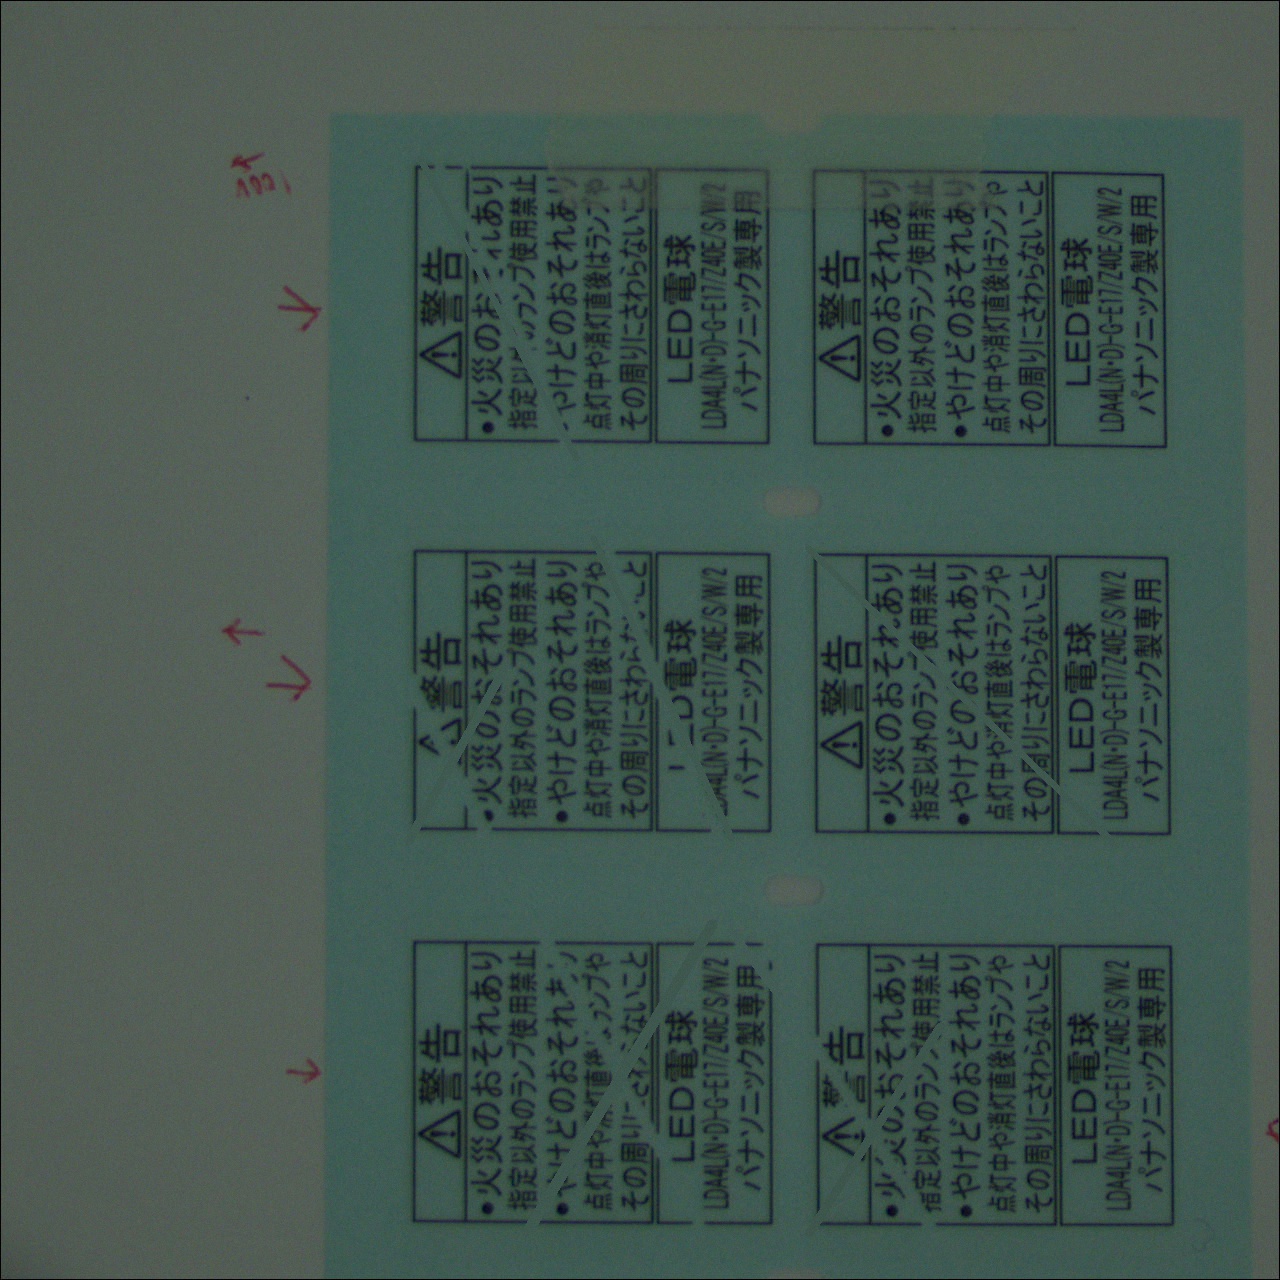 ⚠警告
●火災のおそれあり
指定以外のランプ使用禁止
●やけどのおそれあり
点灯中や消灯直後はランプや
その周りにさわらないこと
LED電球
LDA4L(N・D)-G-E17/Z40E/S/W/2
パナソニック製専用
警告
●火災のおそれあり
指定以外のランプ使用禁止
●やけどのおそれあり
点灯中や消灯直後はランプや
その周りにさわらないこと
LED電球
LDA4L(N・D)-G-E17/Z40E/S/W/2
パナソニック製専用
⚠警告
●火災のおそれあり
指定以外のランプ使用禁止
やけどのおそれあり
点灯中や消灯直後はランプや
その周りにさわらないこと
LED電球
LDA4L(N・D)-G-E17/Z40E/S/W/2
パナソニック製専用
⚠警告
●火災のおそれあり
指定以外のランプ使用禁止
●やけどのおそれあり
点灯中や消灯直後はランプや
その周りにさわらないこと
LED電球
LDA4L(N・D)-G-E17/Z40E/S/W/2
パナソニック製専用
⚠警告
●火災のおそれあり
指定以外のランプ使用禁止
●やけどのおそれあり
点灯中や消灯直後はランプや
その周りにさわらないこと
LED電球
LDA4L(N・D)-G-E17/Z40E/S/W/2
パナソニック製専用
⚠警告
●火災のおそれあり
指定以外のランプ使用禁止
●やけどのおそれあり
点灯中や消灯直後はランプや
その周りにさわらないこと
LED電球
LDA4L(N・D)-G-E17/Z40E/S/W/2
パナソニック製専用